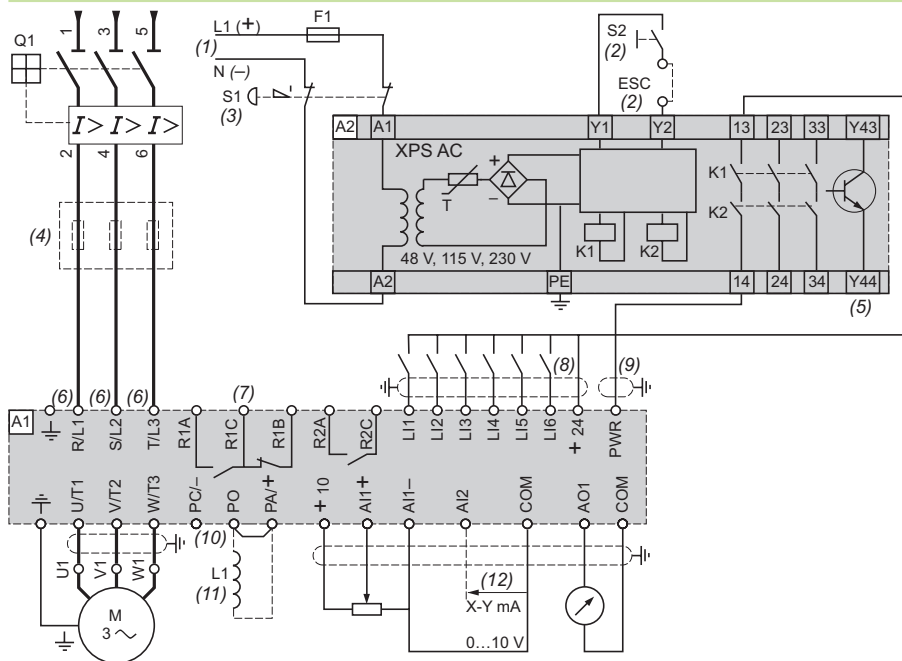 1 3 5
L1 (+) F1
Q1
(1)
N (–)
S1
(3)
S2
(2)
ESC
(2)
I> I> I>
2 4 6
A2 A1 Y1 Y2 13 23 33 Y43
XPS AC
+
–
T
K1
K2
K1 K2
48 V, 115 V, 230 V
A2 PE 14 24 34 Y44
(4)
(5)
(8) (9)
(6) (6) (6) (7)
A1
R/L1 S/L2 T/L3 R1A R1C R1B R2A R2C LI1 LI2 LI3 LI4 LI5 LI6 + 24 PWR
U/T1 V/T2 W/T3 PC/– PO PA/+ + 10 AI1+ AI1– AI2 COM AO1 COM
(10)
U1 V1 W1
L1
(11)
(12)
X-Y mA
M
3
0...10 V